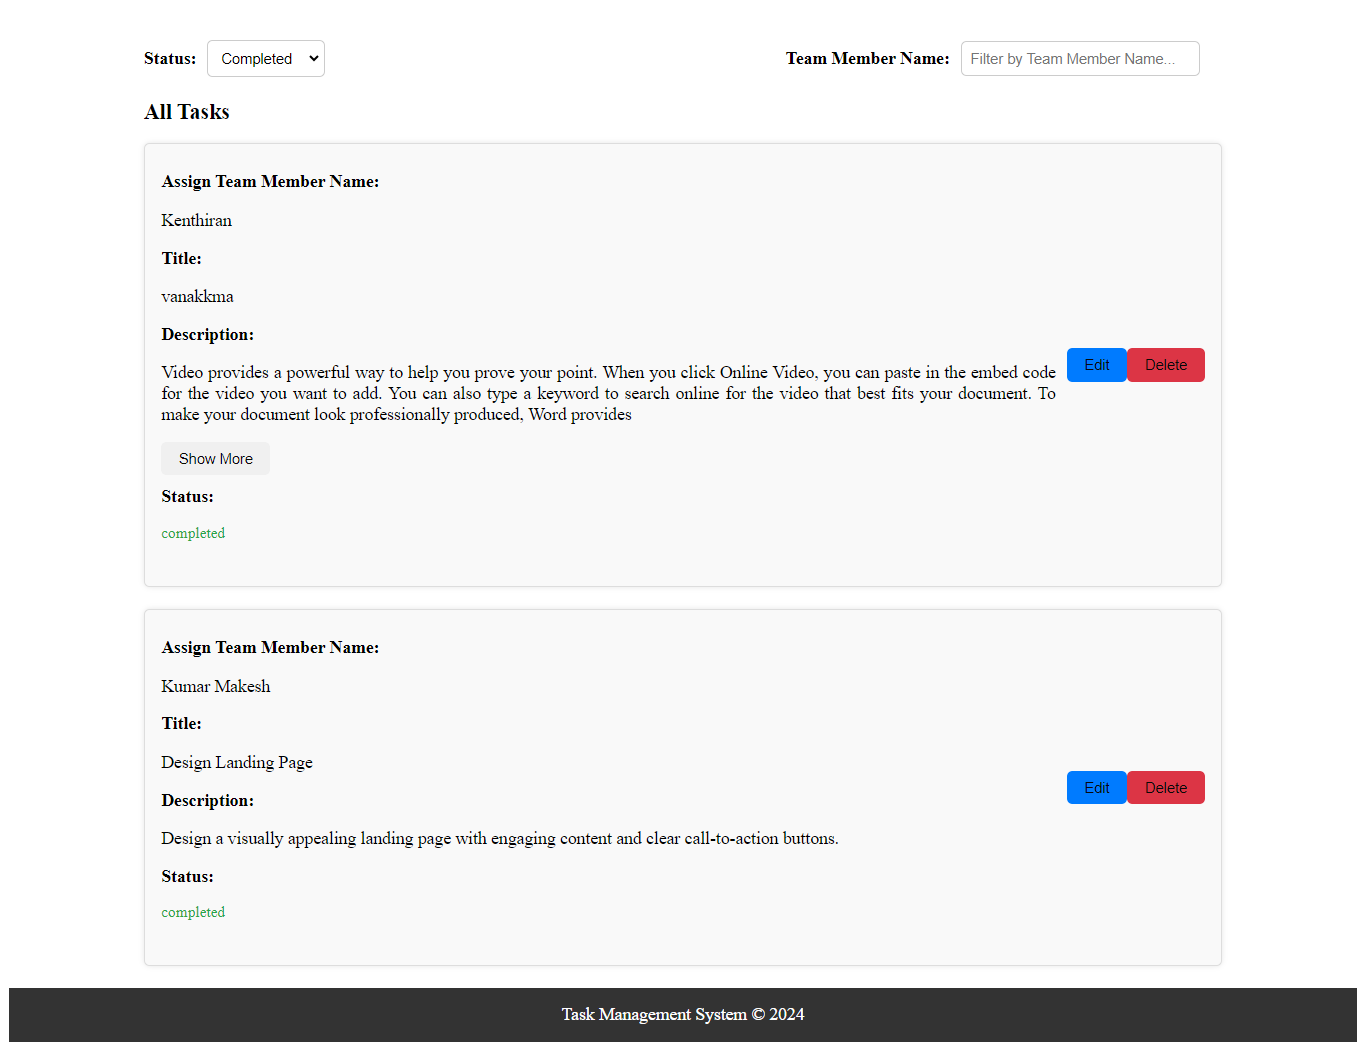 Status: Completed Team Member Name: Filter by Team Member Name...
All Tasks
Assign Team Member Name:
Kenthiran
Title:
vanakkma
Description:
Video provides a powerful way to help you prove your point. When you click Online Video, you can paste in the embed code
for the video you want to add. You can also type a keyword to search online for the video that best fits your document. To
make your document look professionally produced, Word provides
Edit Delete
Show More
Status:
completed
Assign Team Member Name:
Kumar Makesh
Title:
Design Landing Page
Edit Delete
Description:
Design a visually appealing landing page with engaging content and clear call-to-action buttons.
Status:
completed
Task Management System © 2024